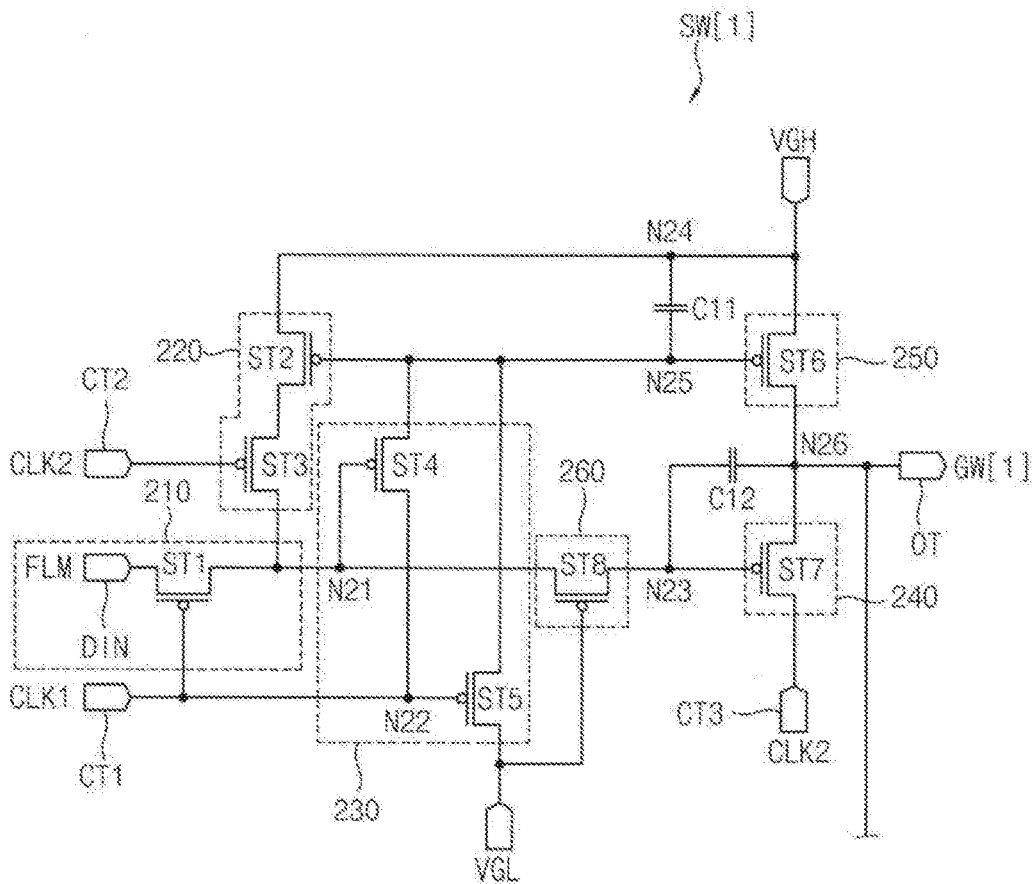 SW[1]
VGH
N24
C11
220
ST2
ST6
250
N25
CT2
N26
CLK2
ST3
ST4
260
C12
GW[1]
210
OT
FLM
ST1
N21
ST8
N23
ST7
240
DIN
CLK1
N22
ST5
CT3
CLK2
CT1
230
VGL